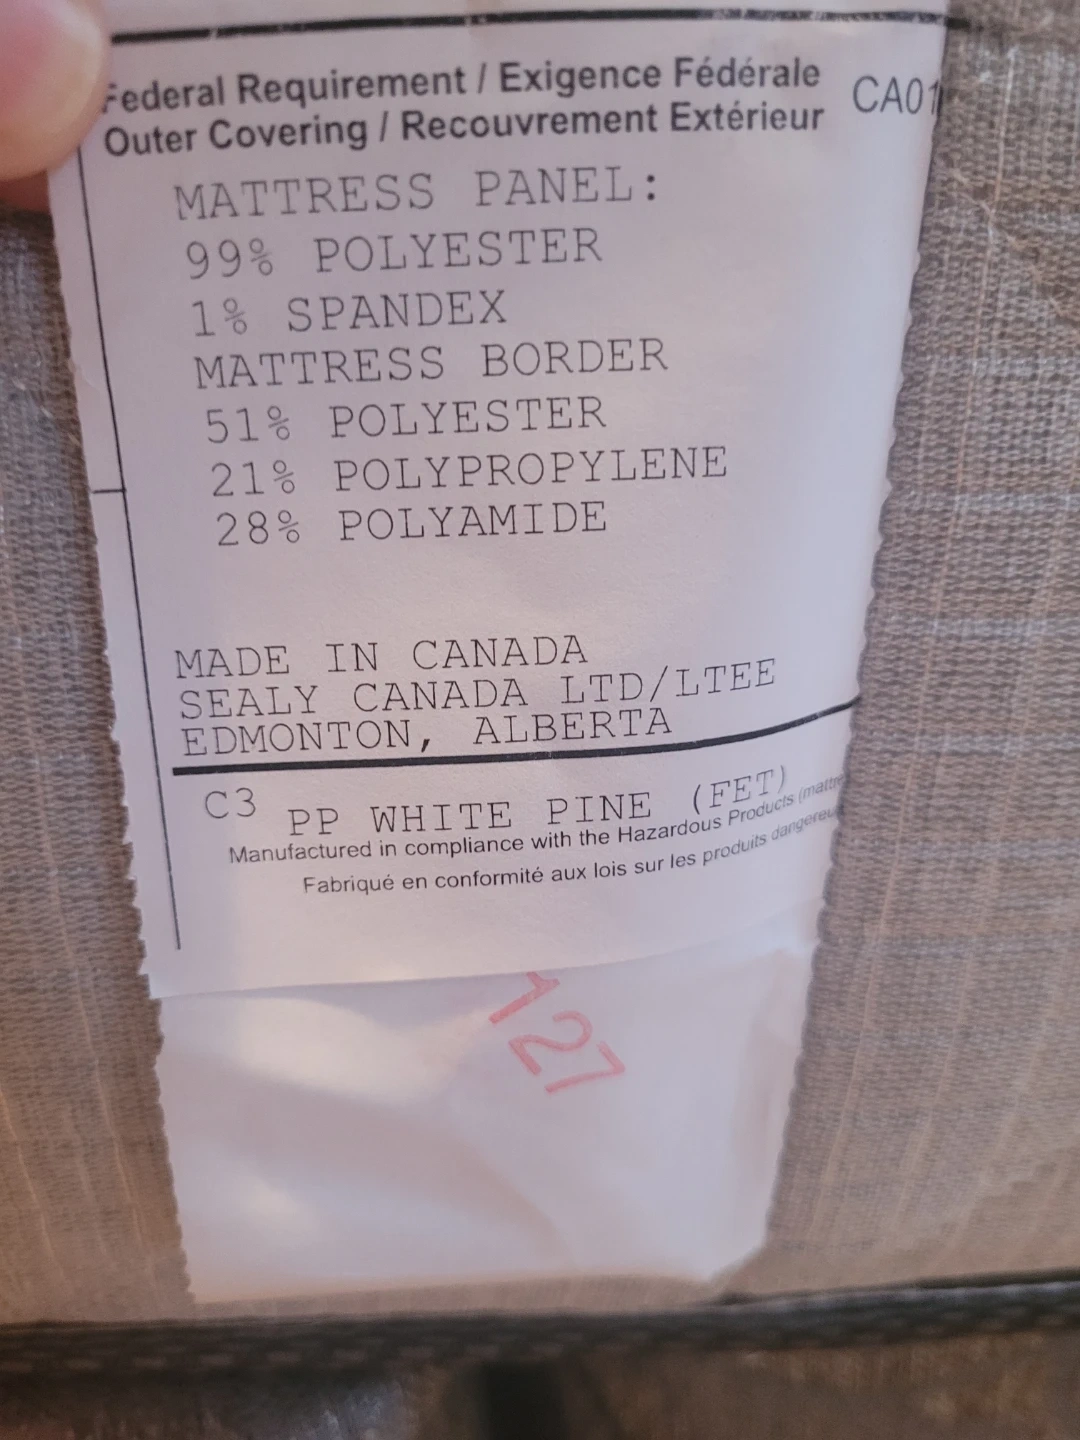 Federal Requirement / Exigence Fédérale CA01
Outer Covering / Recouvrement Extérieur
MATTRESS PANEL:
99% POLYESTER
1% SPANDEX
MATTRESS BORDER
51% POLYESTER
21% POLYPROPYLENE
28% POLYAMIDE
MADE IN CANADA
SEALY CANADA LTD/LTEE
EDMONTON, ALBERTA
C3 PP WHITE PINE (FET)
Manufactured in compliance with the Hazardous Products
Fabriqué en conformité aux lois sur les produits
127